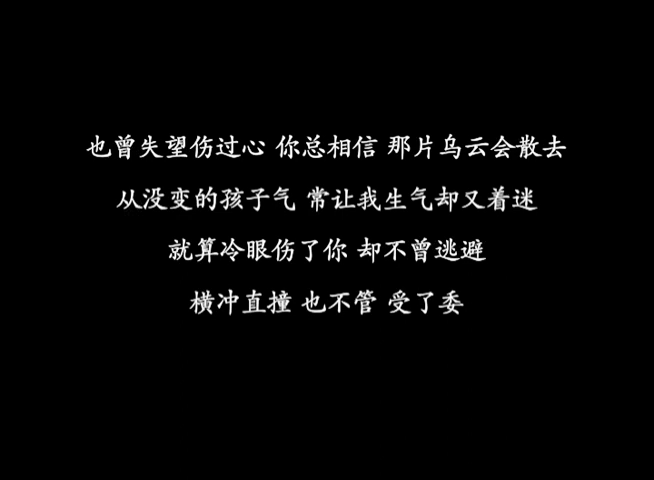 也曾失望伤过心 你总相信 那片乌云会散去
从没变的孩子气 常让我生气却又着迷
就算冷眼伤了你 却不曾逃避
横冲直撞 也不管 受了委